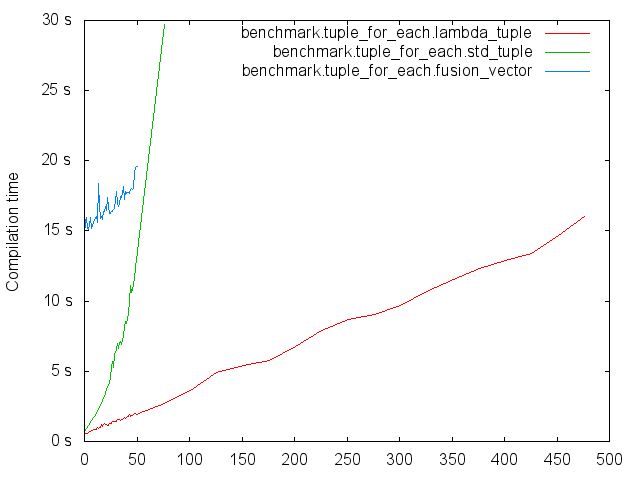 30 s
25 s
20 s
15 s
10 s
5 s
0 s
Compilation time
benchmark.tuple_for_each.lambda_tuple
benchmark.tuple_for_each.std_tuple
benchmark.tuple_for_each.fusion_vector
0 50 100 150 200 250 300 350 400 450 500